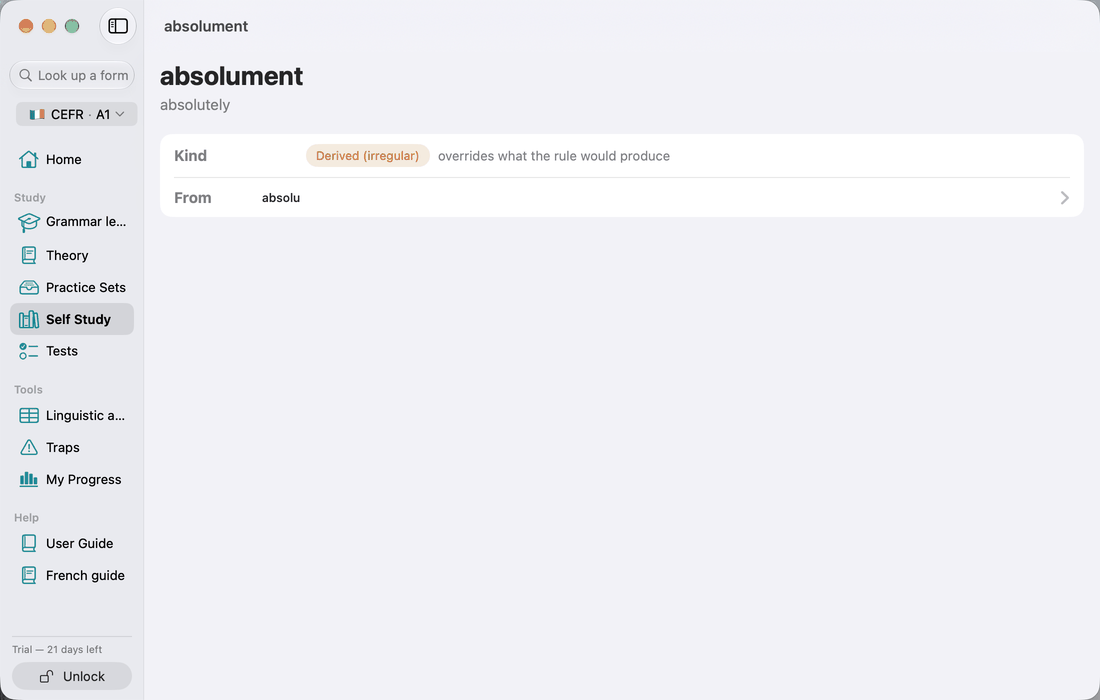 absolument
Look up a form
CEFR · A1
Home
Study
Grammar le...
Theory
Practice Sets
Self Study
Tests
Tools
Linguistic a...
Traps
My Progress
Help
User Guide
French guide
Trial — 21 days left
Unlock
absolument
absolutely
Kind Derived (irregular) overrides what the rule would produce
From absolu